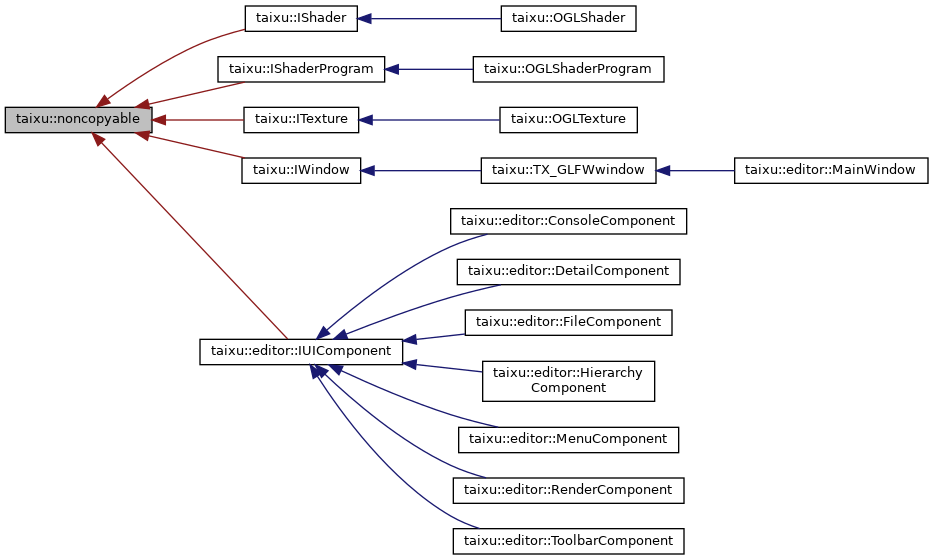 taixu::IShader
taixu::OGLShader
taixu::IShaderProgram
taixu::OGLShaderProgram
taixu::noncopyable
taixu::ITexture
taixu::OGLTexture
taixu::IWindow
taixu::TX_GLFWwindow
taixu::editor::MainWindow
taixu::editor::ConsoleComponent
taixu::editor::DetailComponent
taixu::editor::FileComponent
taixu::editor::IUIComponent
taixu::editor::Hierarchy
Component
taixu::editor::MenuComponent
taixu::editor::RenderComponent
taixu::editor::ToolbarComponent